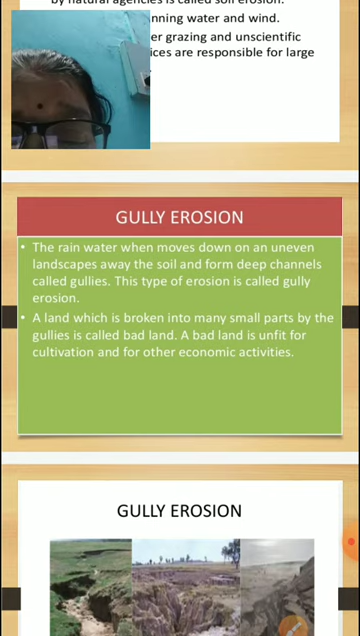 by natural agencies is called soil erosion.
nning water and wind.
er grazing and unscientific
ices are responsible for large
GULLY EROSION
• The rain water when moves down on an uneven
landscapes away the soil and form deep channels
called gullies. This type of erosion is called gully
erosion.
• A land which is broken into many small parts by the
gullies is called bad land. A bad land is unfit for
cultivation and for other economic activities.
GULLY EROSION